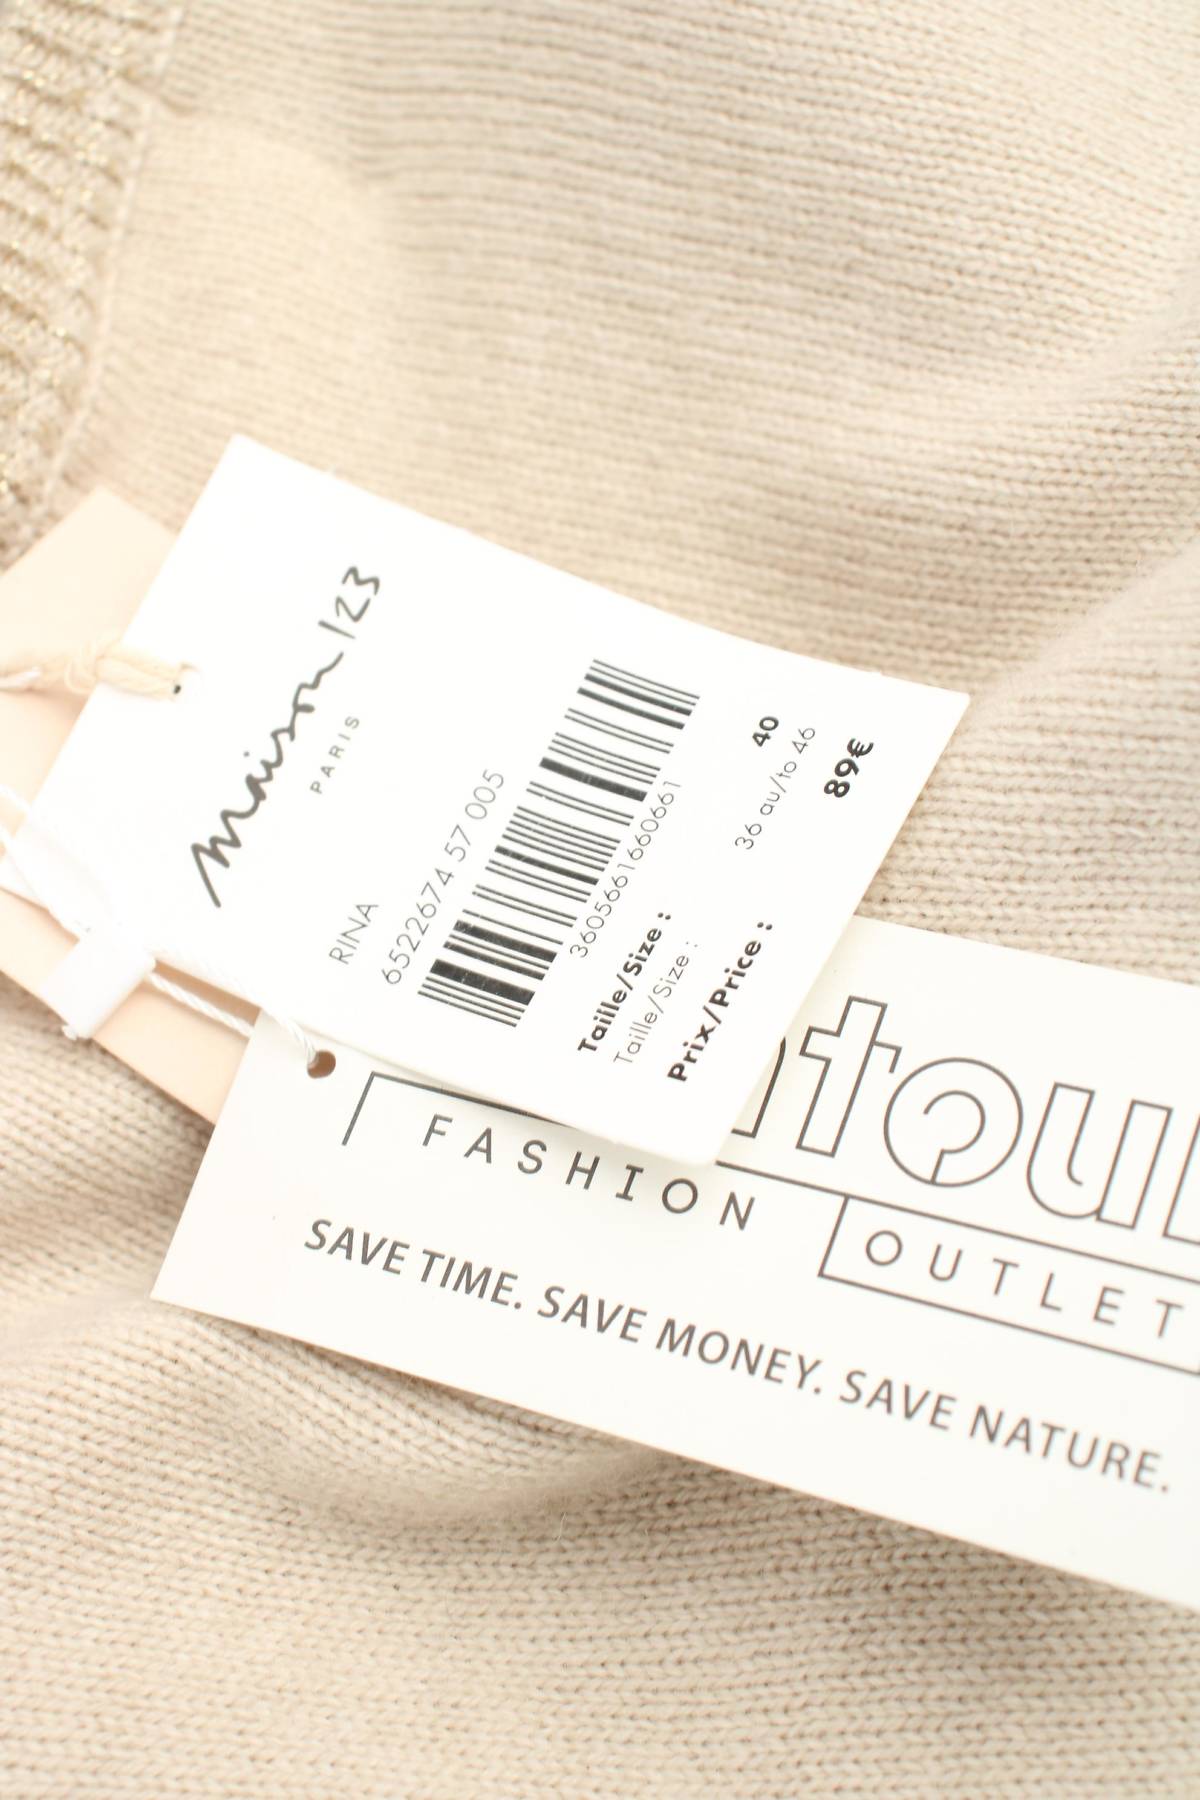 maison 123
PARIS
RINA
6522674 57 005
3605661660661
Taille/Size : 40
Taille/Size : 36 au/to 46
Prix/Price : 89€
FASHION
OUTLET
SAVE TIME. SAVE MONEY. SAVE NATURE.